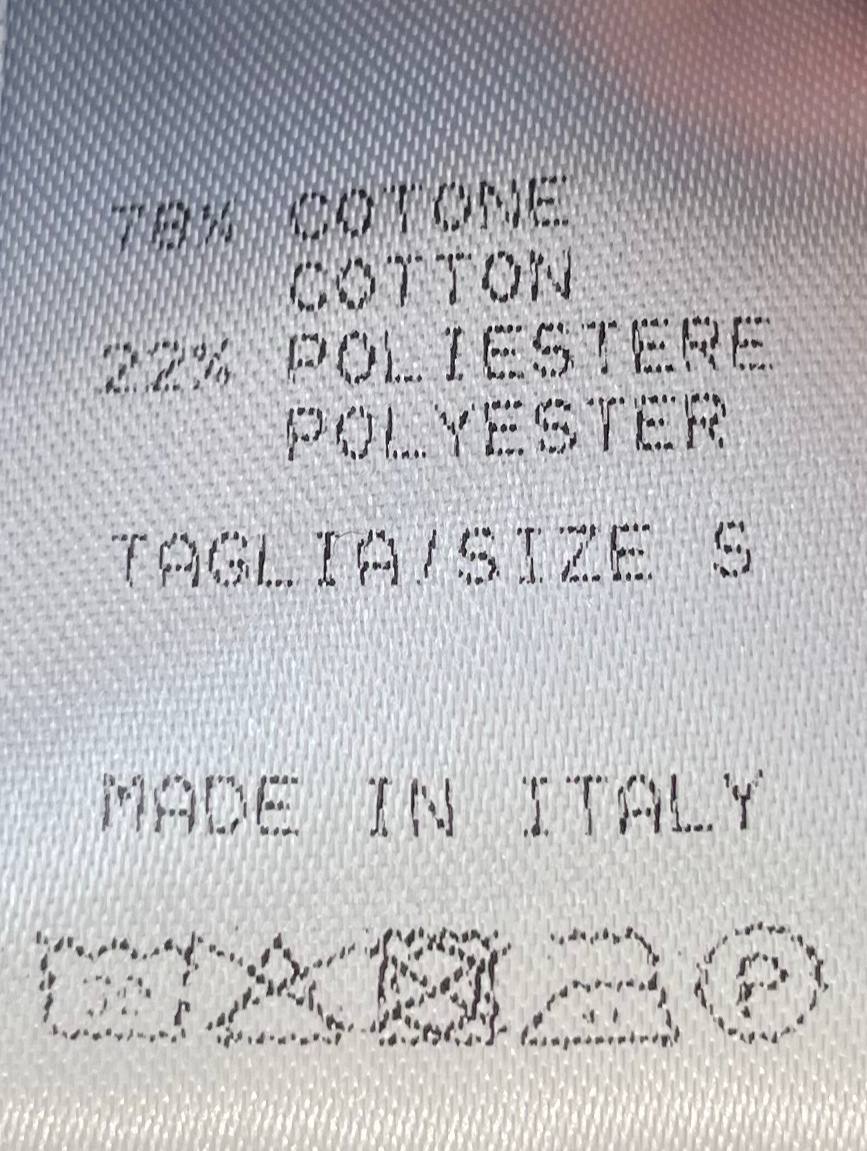 78% COTONE
COTTON
22% POLIESTERE
POLYESTER
TAGLIA/SIZE S
MADE IN ITALY
P